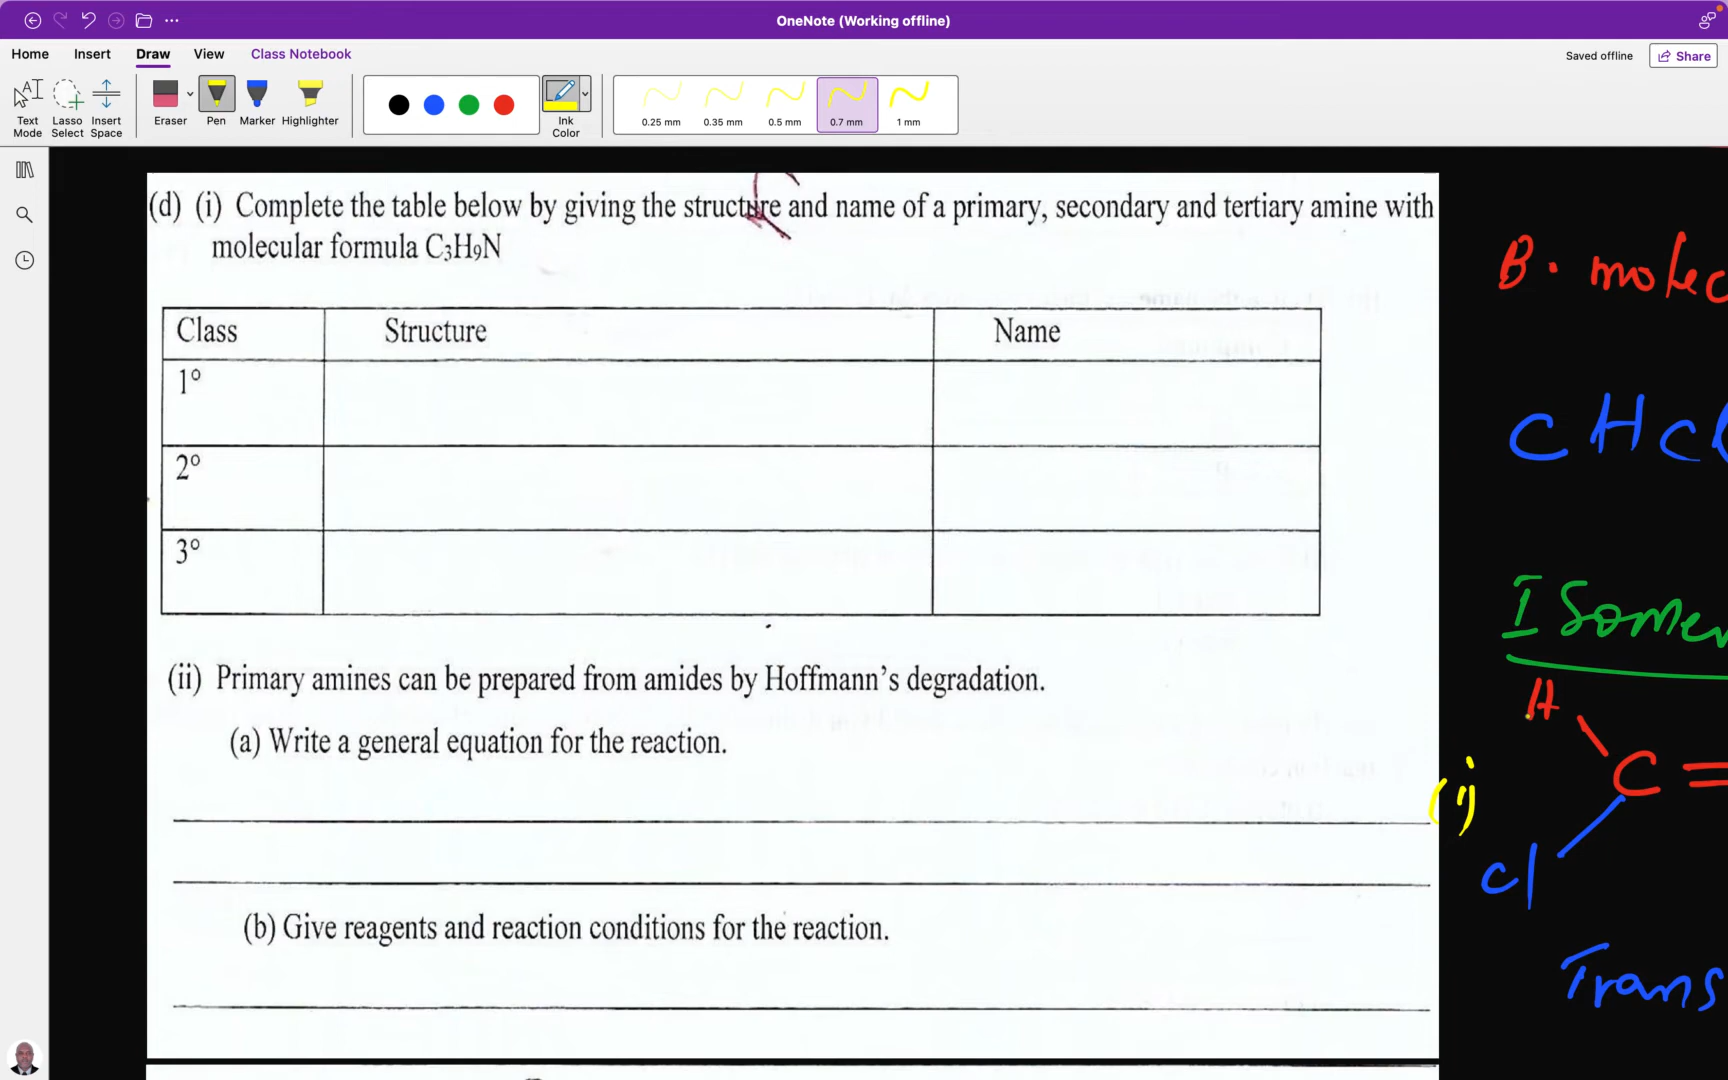 OneNote (Working offline)
Home Insert Draw View Class Notebook
Saved offline Share
Text Mode Lasso Select Insert Space Eraser Pen Marker Highlighter Ink Color 0.25 mm 0.35 mm 0.5 mm 0.7 mm 1 mm
(d) (i) Complete the table below by giving the structure and name of a primary, secondary and tertiary amine with
molecular formula C₃H₉N
Class Structure Name
1°
2°
3°
(ii) Primary amines can be prepared from amides by Hoffmann's degradation.
(a) Write a general equation for the reaction.
(b) Give reagents and reaction conditions for the reaction.
B. molec
CHCl
Isomer
H
(i) C =
Cl
Trans